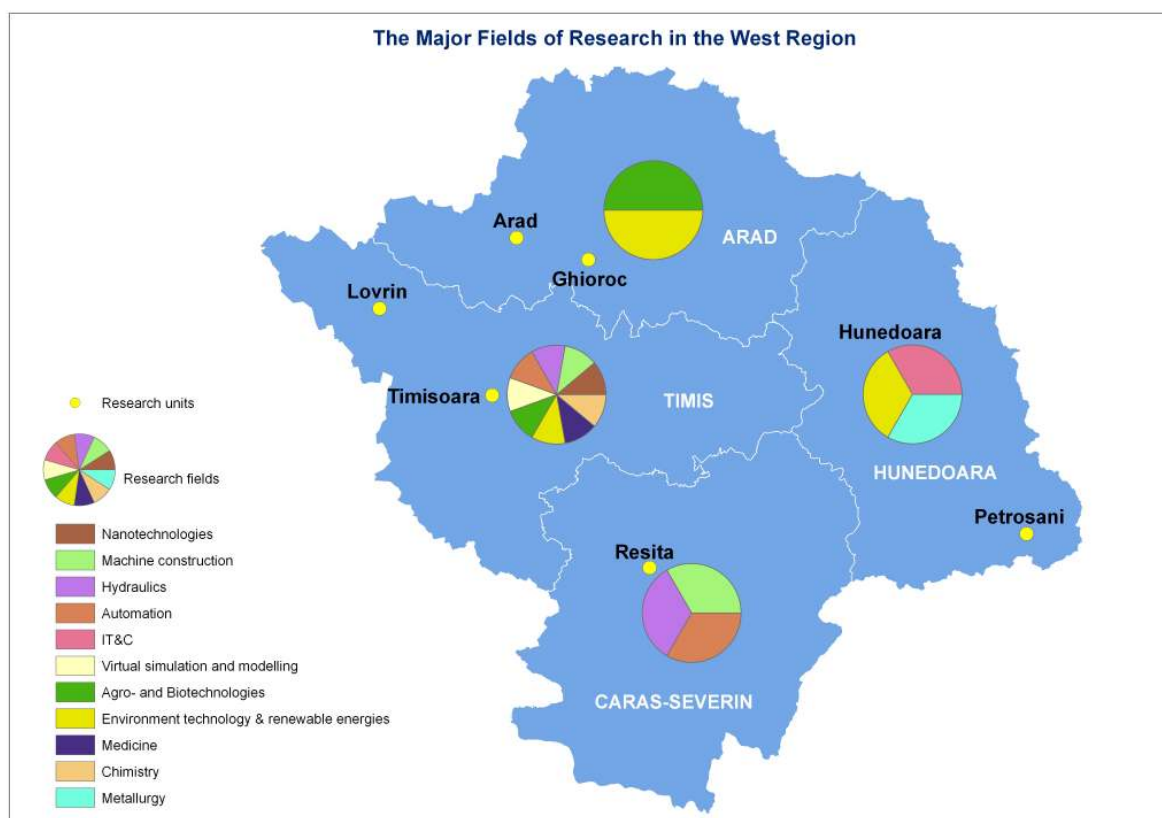 The Major Fields of Research in the West Region
Arad
ARAD
Ghioroc
Lovrin
Hunedoara
Timisoara
TIMIS
HUNEDOARA
Petrosani
Resita
CARAS-SEVERIN
Research units
Research fields
Nanotechnologies
Machine construction
Hydraulics
Automation
IT&C
Virtual simulation and modelling
Agro- and Biotechnologies
Environment technology & renewable energies
Medicine
Chimistry
Metallurgy